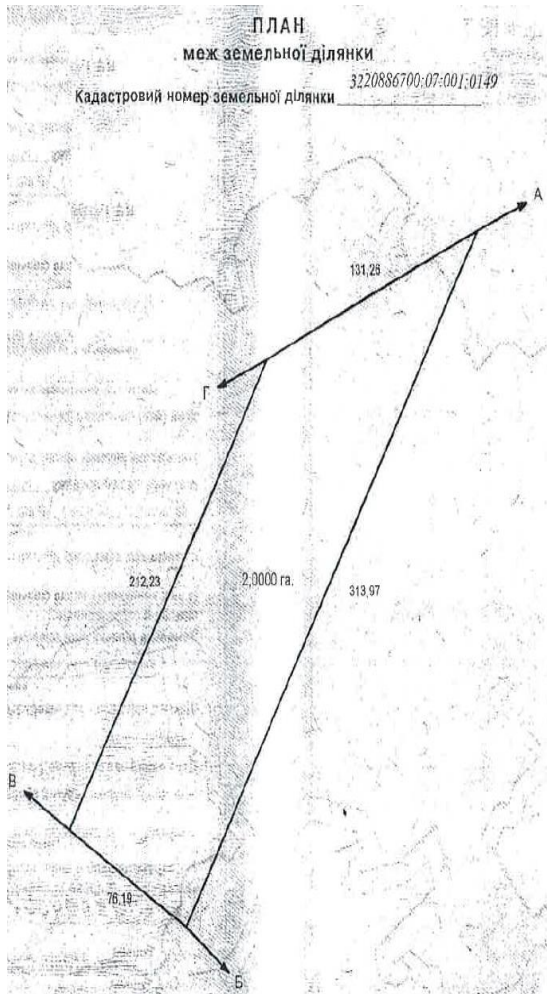 ПЛАН
меж земельної ділянки
Кадастровий номер земельної ділянки 3220886700:07:001:0149
А
131,26
Г
212,23
2,0000 га.
313,97
В
76,19
Б